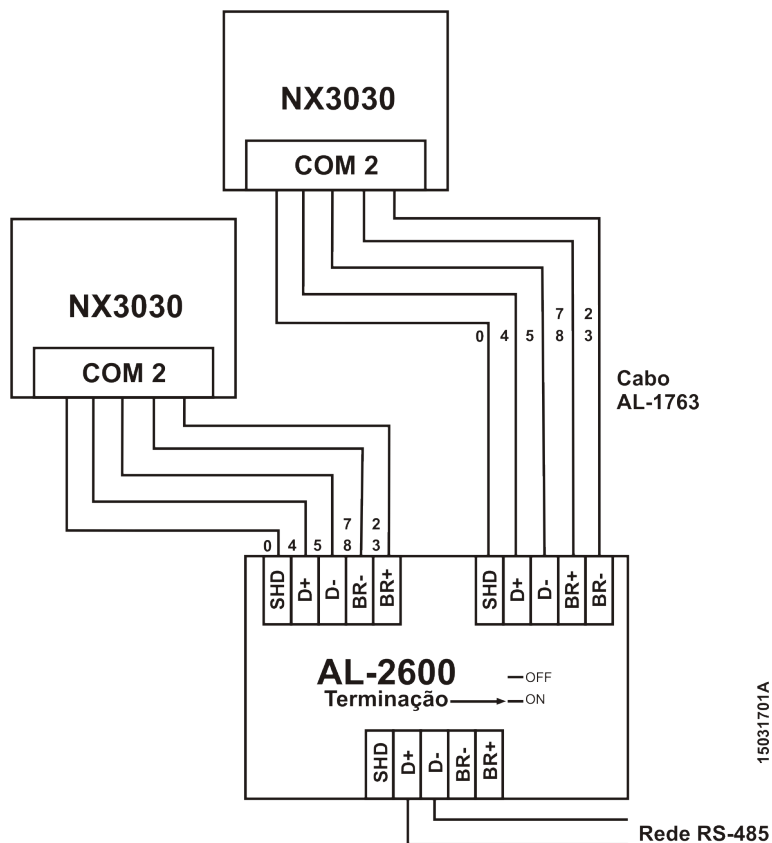 NX3030
COM 2
NX3030
COM 2
7 2
0 4 5 8 3
Cabo
AL-1763
7 2
0 4 5 8 3
SHD D+ D- BR- BR+
SHD D+ D- BR+ BR-
AL-2600
OFF
Terminação ON
SHD D+ D- BR- BR+
Rede RS-485
15031701A